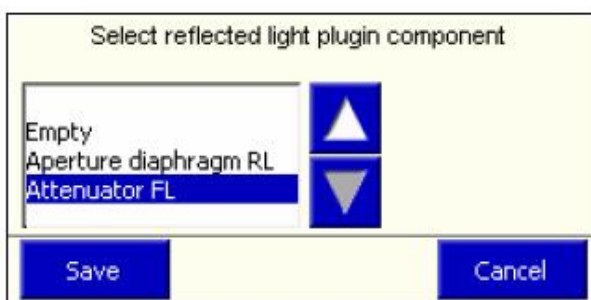 Select reflected light plugin component
Empty
Aperture diaphragm RL
Attenuator FL
Save
Cancel